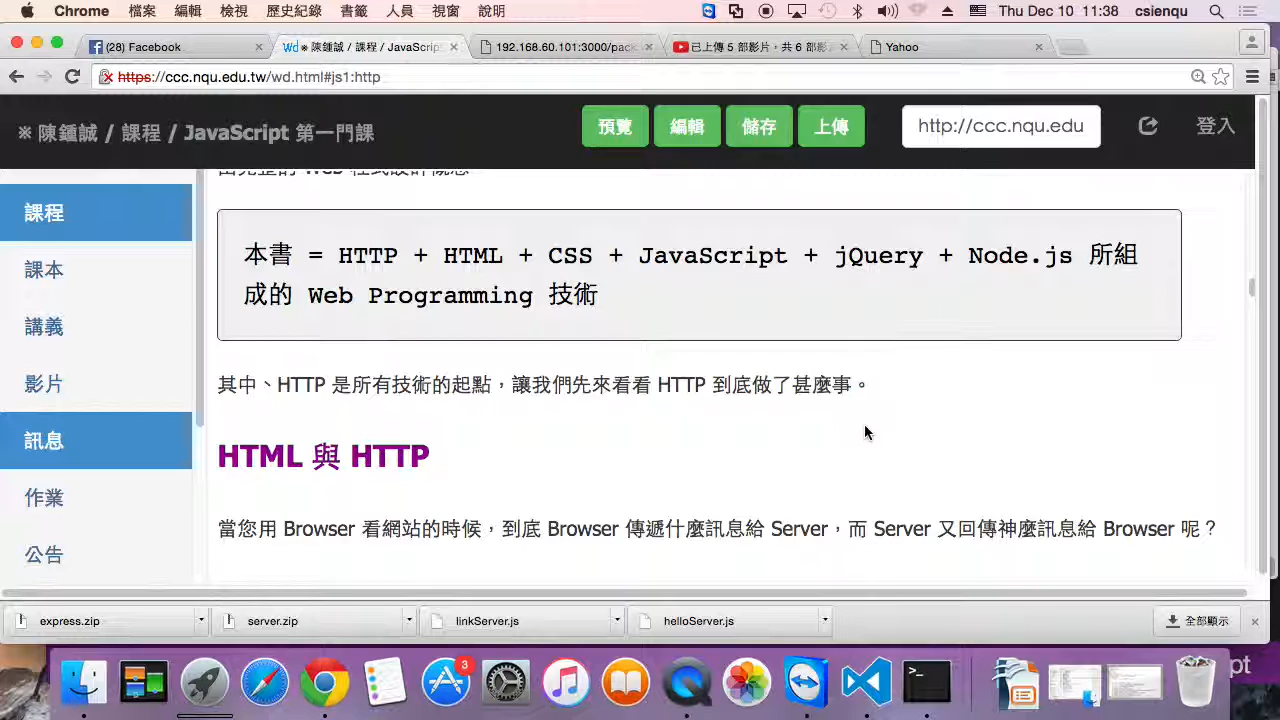 Chrome 檔案 編輯 檢視 歷史紀錄 書籤 人員 視窗 說明 Thu Dec 10 11:38 csienqu
(28) Facebook
Wd ※ 陳鍾誠 / 課程 / JavaScript
192.168.60.101:3000/pack
已上傳 5 部影片，共 6 部影
Yahoo
https://ccc.nqu.edu.tw/wd.html#js1:http
※ 陳鍾誠 / 課程 / JavaScript 第一門課
預覽 編輯 儲存 上傳 http://ccc.nqu.edu 登入
課程
課本
講義
影片
訊息
作業
公告
本書 = HTTP + HTML + CSS + JavaScript + jQuery + Node.js 所組
成的 Web Programming 技術
其中、HTTP 是所有技術的起點，讓我們先來看看 HTTP 到底做了甚麼事。
HTML 與 HTTP
當您用 Browser 看網站的時候，到底 Browser 傳遞什麼訊息給 Server，而 Server 又回傳神麼訊息給 Browser 呢？
express.zip server.zip linkServer.js helloServer.js 全部顯示
3
pt